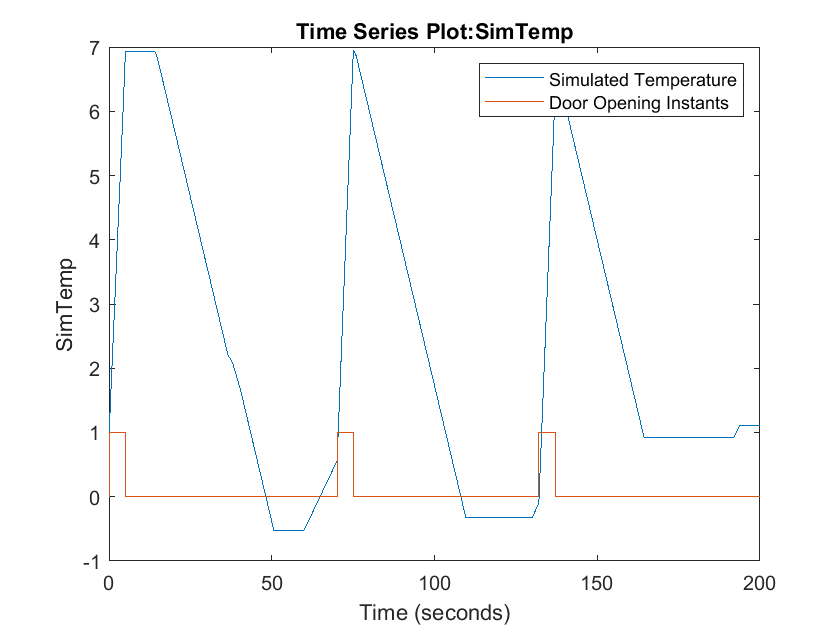 Time Series Plot:SimTemp
7
6
5
4
3
2
1
0
-1
SimTemp
Simulated Temperature
Door Opening Instants
0 50 100 150 200
Time (seconds)